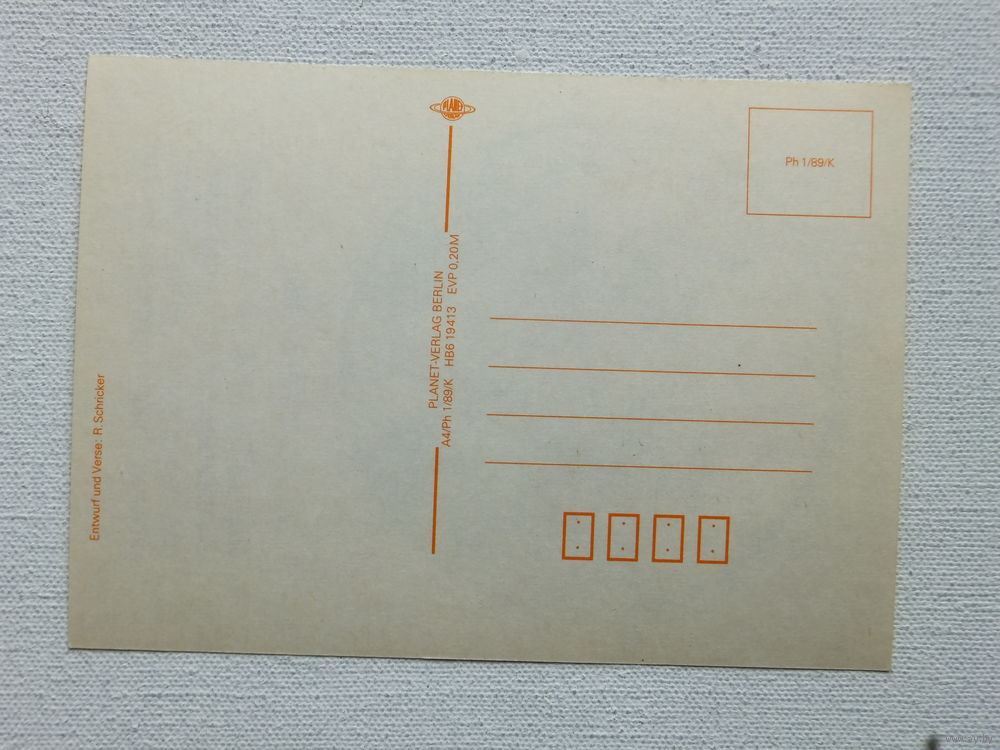 Entwurf und Verse: R. Schricker
PLANET
PLANET-VERLAG BERLIN
A4/Ph 1/89/K HB6 19413 EVP 0,20M
Ph 1/89/K